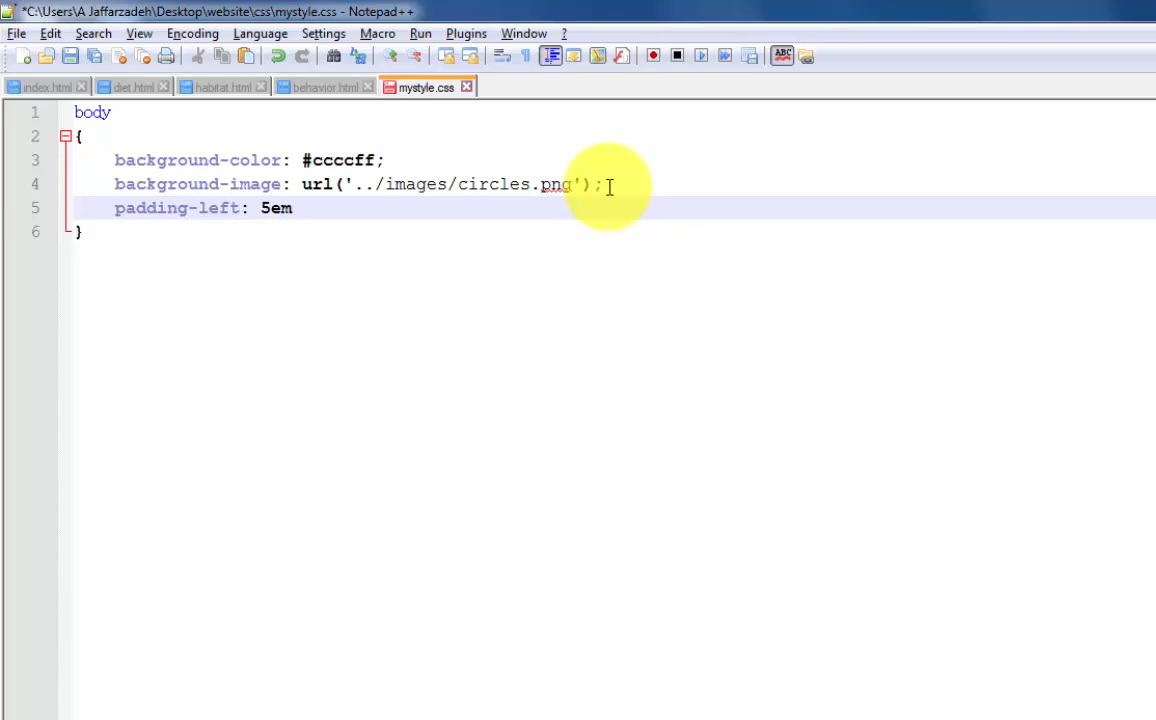 *C:\Users\A Jaffarzadeh\Desktop\website\css\mystyle.css - Notepad++
File Edit Search View Encoding Language Settings Macro Run Plugins Window ?
ABC
index.html diet.html habitat.html behavior.html mystyle.css
1 body
2 {
3 background-color: #ccccff;
4 background-image: url('../images/circles.png');
5 padding-left: 5em
6 }